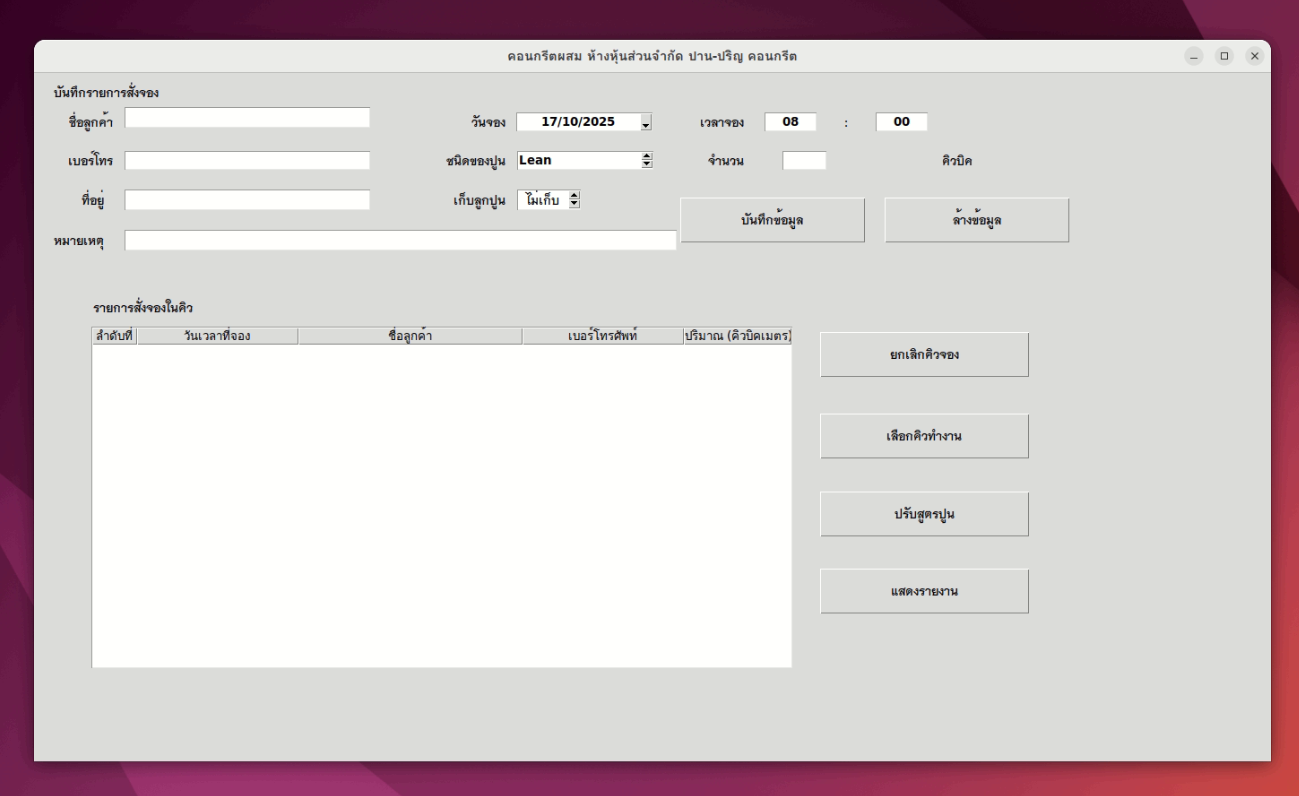 คอนกรีตผสม ห้างหุ้นส่วนจำกัด ปาน-ปริญ คอนกรีต
บันทึกรายการสั่งจอง
ชื่อลูกค้า วันจอง 17/10/2025 เวลาจอง 08 : 00
เบอร์โทร ชนิดของปูน Lean จำนวน คิวบิค
ที่อยู่ เก็บลูกปูน ไม่เก็บ
บันทึกข้อมูล ล้างข้อมูล
หมายเหตุ
รายการสั่งจองในคิว
ลำดับที่ วันเวลาที่จอง ชื่อลูกค้า เบอร์โทรศัพท์ ปริมาณ (คิวบิคเมตร)
ยกเลิกคิวจอง
เลือกคิวทำงาน
ปรับสูตรปูน
แสดงรายงาน